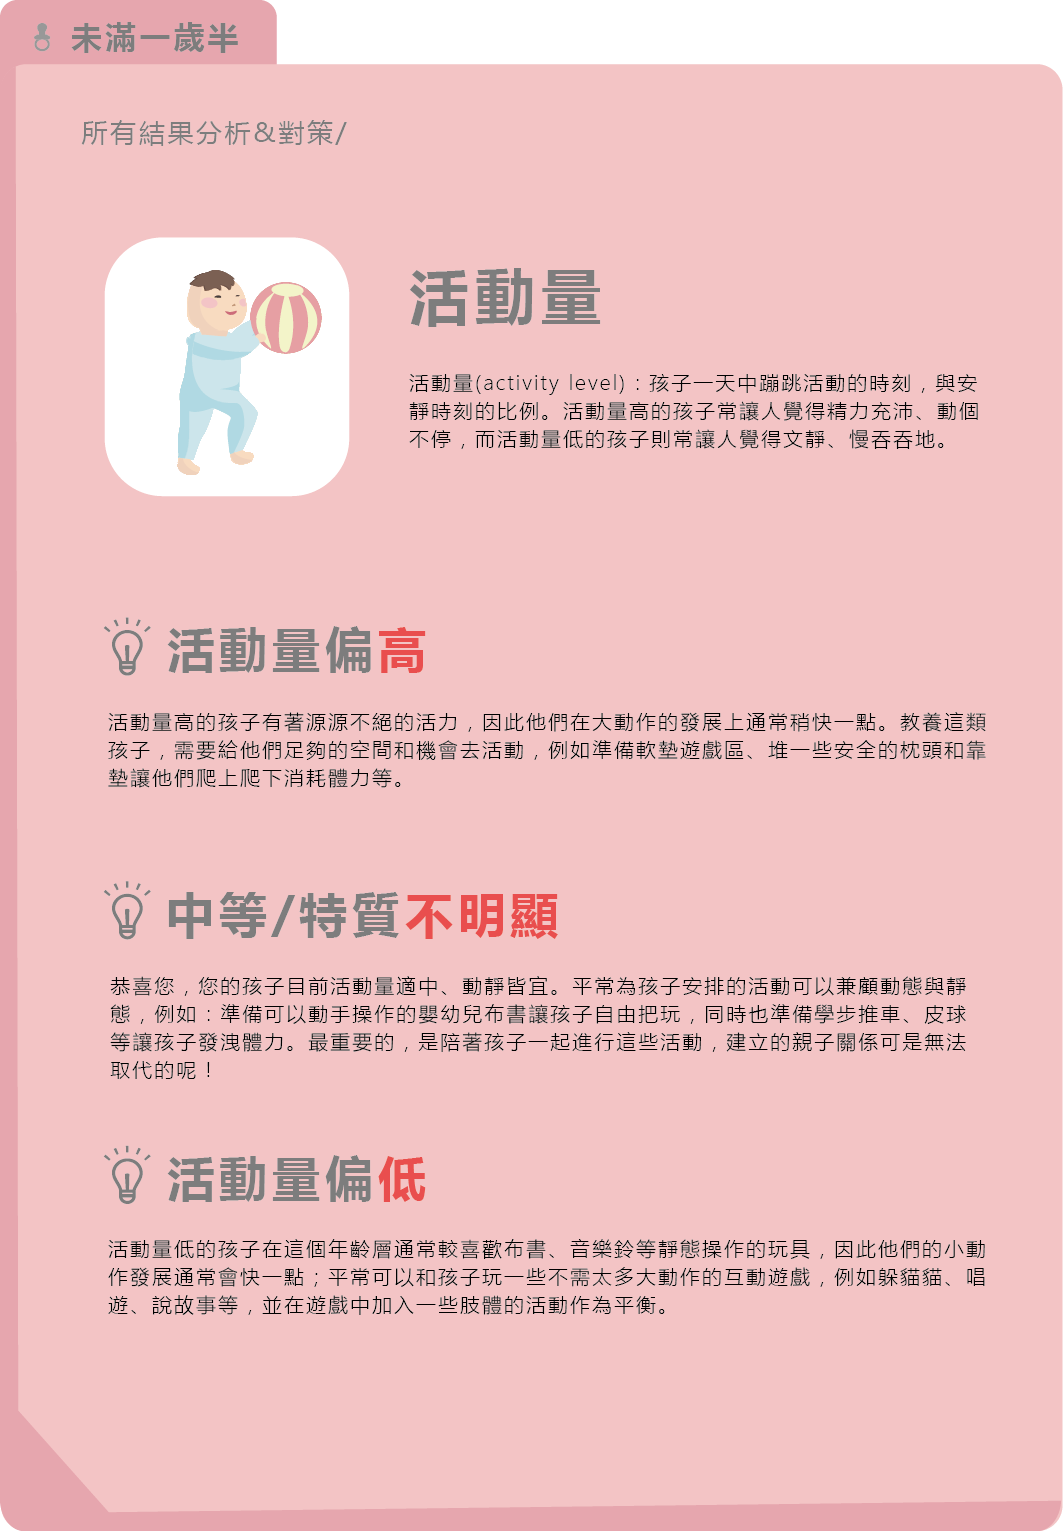 未滿一歲半
所有結果分析&對策/
活動量
活動量(activity level)：孩子一天中蹦跳活動的時刻，與安
靜時刻的比例。活動量高的孩子常讓人覺得精力充沛、動個
不停，而活動量低的孩子則常讓人覺得文靜、慢吞吞地。
活動量偏高
活動量高的孩子有著源源不絕的活力，因此他們在大動作的發展上通常稍快一點。教養這類
孩子，需要給他們足夠的空間和機會去活動，例如準備軟墊遊戲區、堆一些安全的枕頭和靠
墊讓他們爬上爬下消耗體力等。
中等/特質不明顯
恭喜您，您的孩子目前活動量適中、動靜皆宜。平常為孩子安排的活動可以兼顧動態與靜
態，例如：準備可以動手操作的嬰幼兒布書讓孩子自由把玩，同時也準備學步推車、皮球
等讓孩子發洩體力。最重要的，是陪著孩子一起進行這些活動，建立的親子關係可是無法
取代的呢！
活動量偏低
活動量低的孩子在這個年齡層通常較喜歡布書、音樂鈴等靜態操作的玩具，因此他們的小動
作發展通常會快一點；平常可以和孩子玩一些不需太多大動作的互動遊戲，例如躲貓貓、唱
遊、說故事等，並在遊戲中加入一些肢體的活動作為平衡。